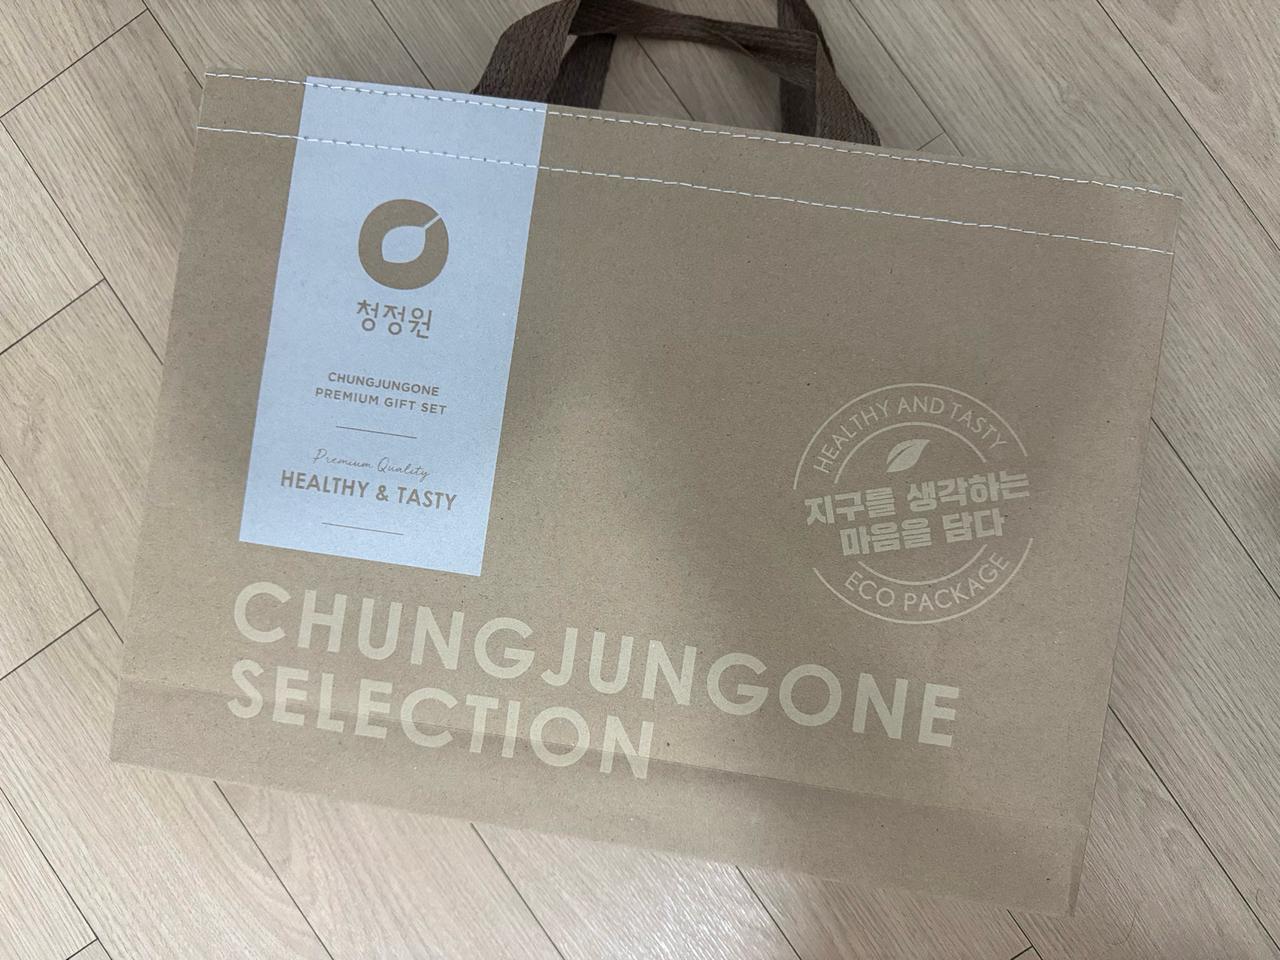 청정원
CHUNGJUNGONE
PREMIUM GIFT SET
Premium Quality
HEALTHY & TASTY
HEALTHY AND TASTY
지구를 생각하는
마음을 담다
ECO PACKAGE
CHUNGJUNGONE
SELECTION